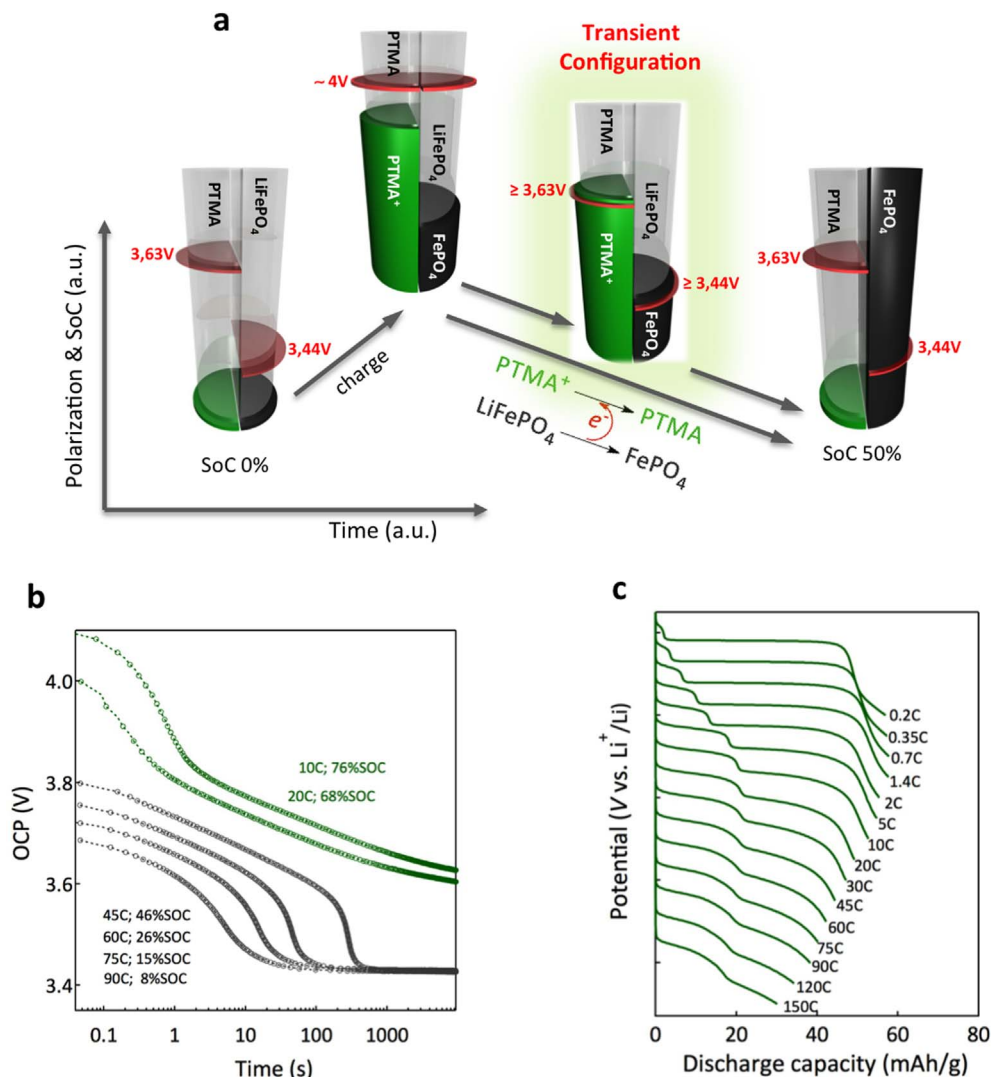 a
Transient
Configuration
PTMA
~ 4V
LiFePO4
PTMA+
FePO4
PTMA
≥ 3,63V
LiFePO4
PTMA+
≥ 3,44V
FePO4
PTMA
LiFePO4
3,63V
3,44V
SoC 0%
charge
PTMA
FePO4
3,63V
3,44V
SoC 50%
PTMA+ PTMA
e-
LiFePO4 FePO4
Polarization & SoC (a.u.)
Time (a.u.)
b
OCP (V)
4.0
3.8
3.6
3.4
10C; 76%SOC
20C; 68%SOC
45C; 46%SOC
60C; 26%SOC
75C; 15%SOC
90C; 8%SOC
0.1 1 10 100 1000
Time (s)
c
Potential (V vs. Li+/Li)
0.2C
0.35C
0.7C
1.4C
2C
5C
10C
20C
30C
45C
60C
75C
90C
120C
150C
0 20 40 60 80
Discharge capacity (mAh/g)